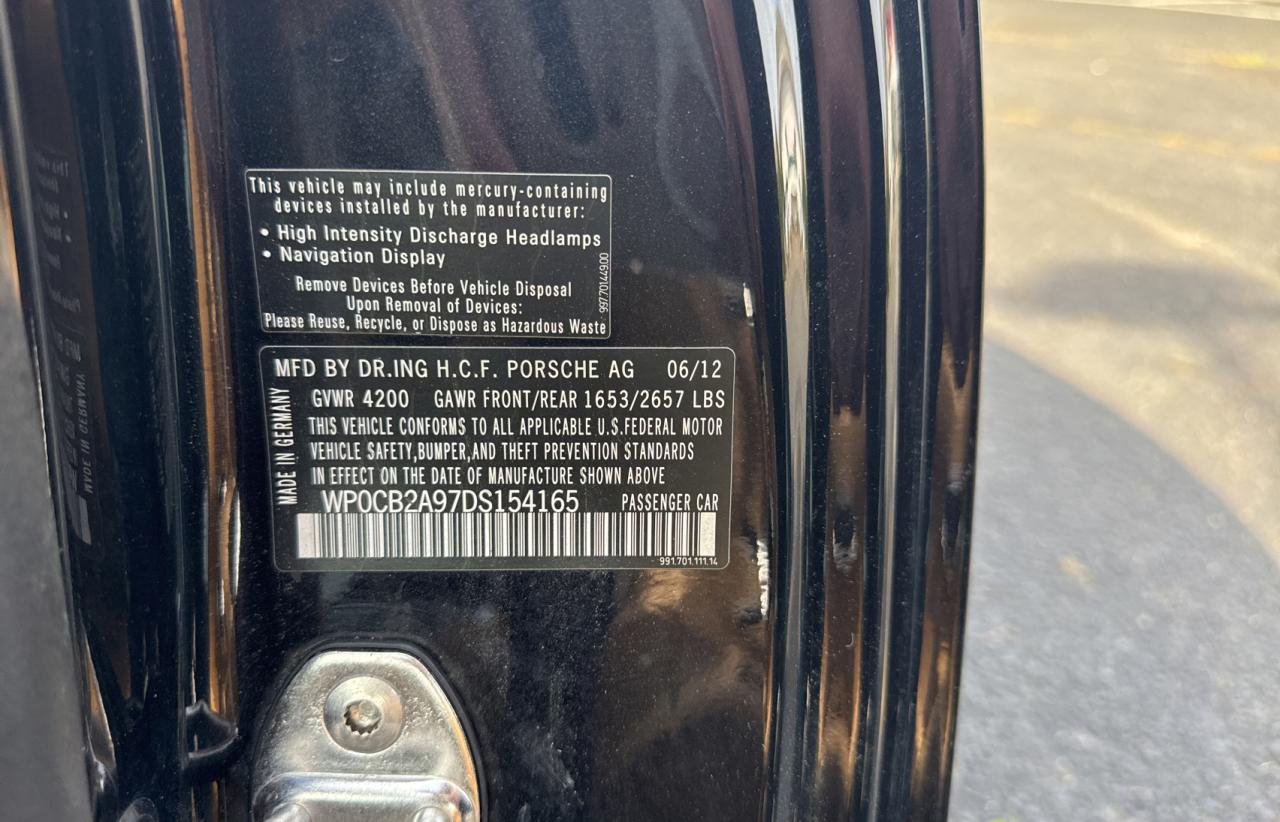 This vehicle may include mercury-containing
devices installed by the manufacturer:
• High Intensity Discharge Headlamps
• Navigation Display
Remove Devices Before Vehicle Disposal
Upon Removal of Devices:
Please Reuse, Recycle, or Dispose as Hazardous Waste
99770144900
MFD BY DR.ING H.C.F. PORSCHE AG 06/12
GVWR 4200 GAWR FRONT/REAR 1653/2657 LBS
THIS VEHICLE CONFORMS TO ALL APPLICABLE U.S.FEDERAL MOTOR
VEHICLE SAFETY,BUMPER,AND THEFT PREVENTION STANDARDS
IN EFFECT ON THE DATE OF MANUFACTURE SHOWN ABOVE
MADE IN GERMANY
WP0CB2A97DS154165 PASSENGER CAR
991.701.111.14